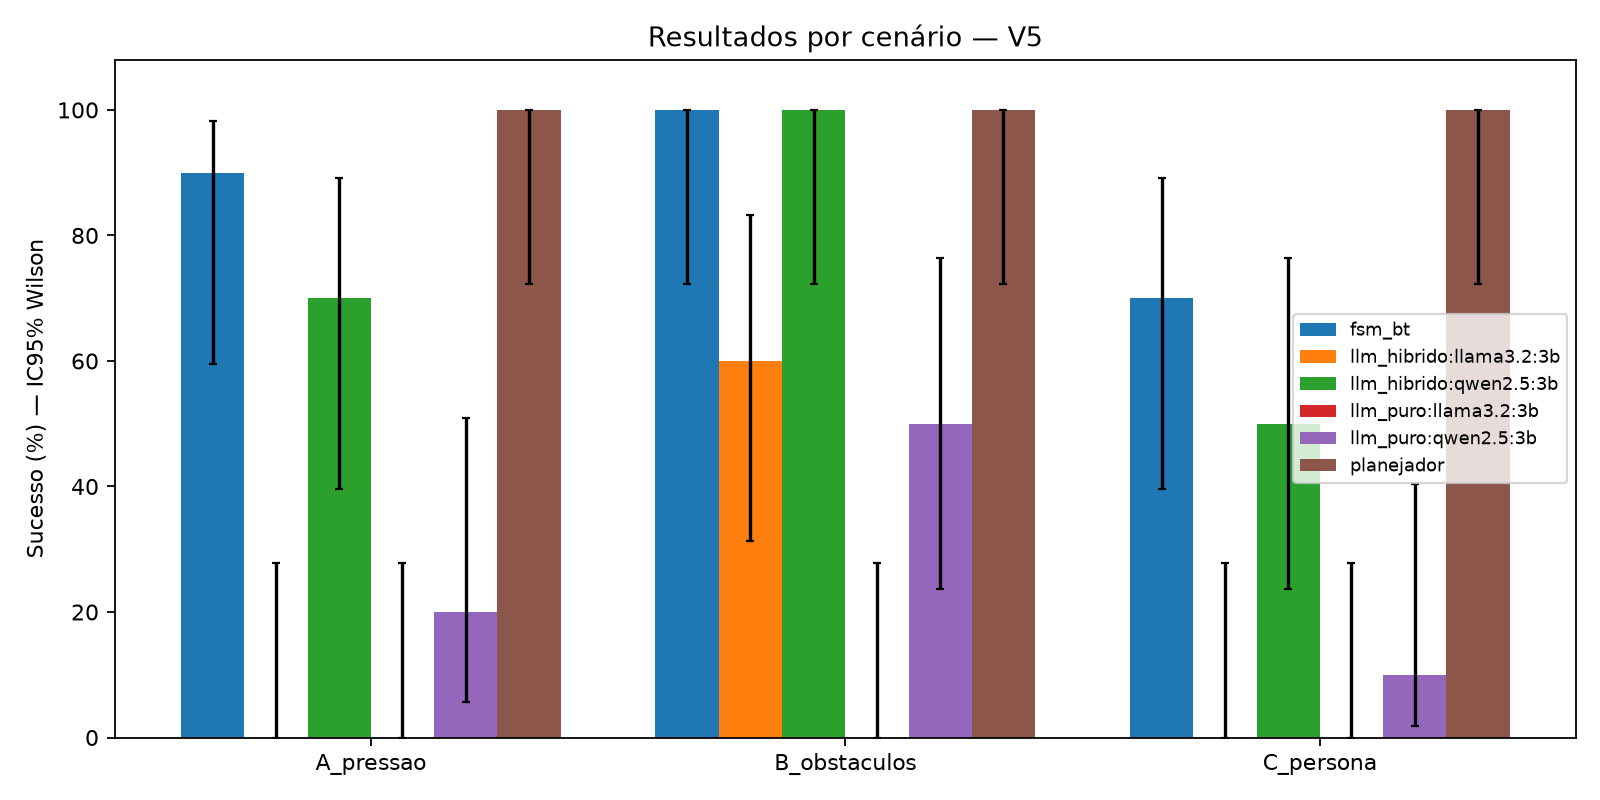 Resultados por cenário — V5
Sucesso (%) — IC95% Wilson
100
80
60
40
20
0
A_pressao
B_obstaculos
C_persona
fsm_bt
llm_hibrido:llama3.2:3b
llm_hibrido:qwen2.5:3b
llm_puro:llama3.2:3b
llm_puro:qwen2.5:3b
planejador